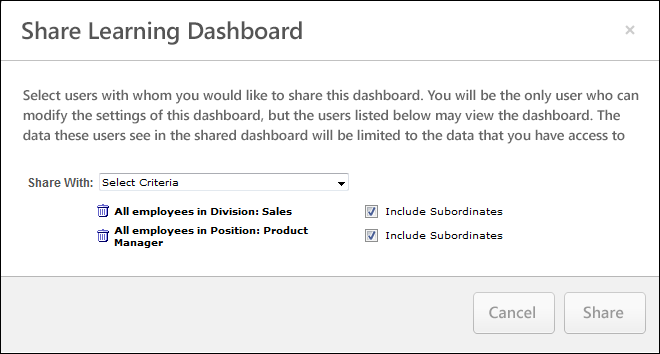 Share Learning Dashboard
×
Select users with whom you would like to share this dashboard. You will be the only user who can
modify the settings of this dashboard, but the users listed below may view the dashboard. The
data these users see in the shared dashboard will be limited to the data that you have access to
Share With: Select Criteria
All employees in Division: Sales Include Subordinates
All employees in Position: Product Include Subordinates
Manager
Cancel Share